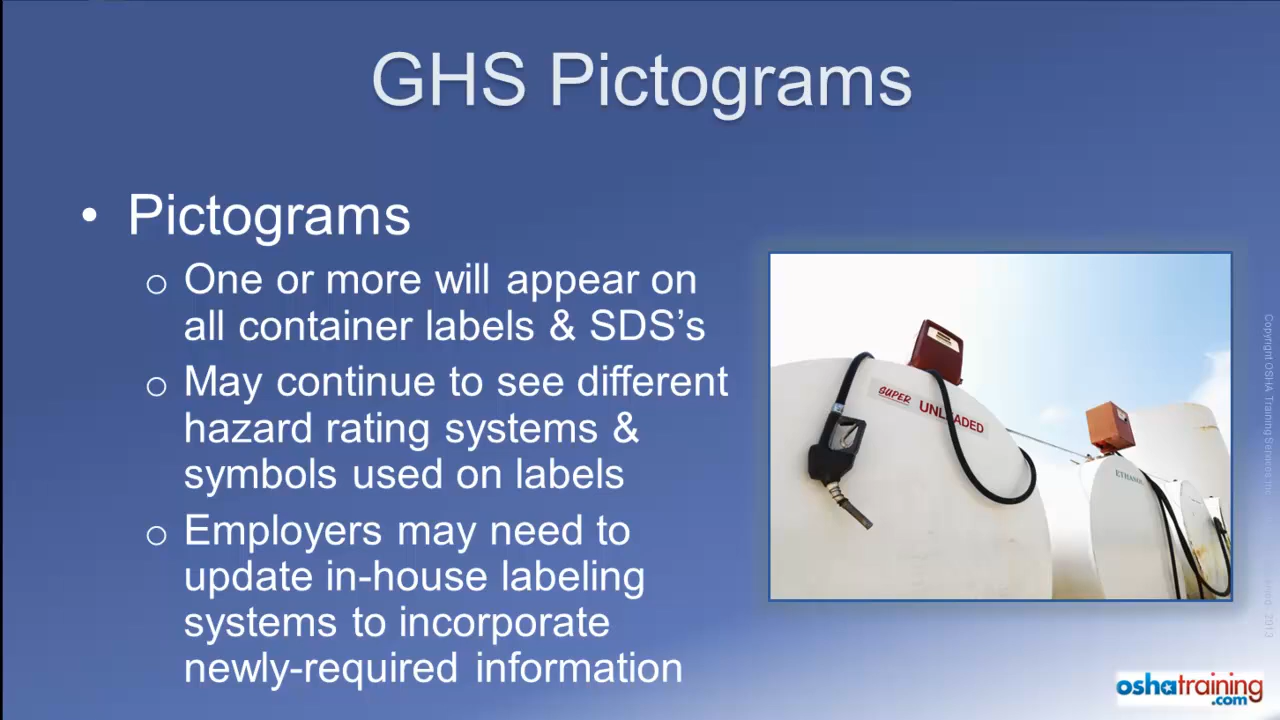 GHS Pictograms
• Pictograms
o One or more will appear on
all container labels & SDS’s
o May continue to see different
hazard rating systems &
symbols used on labels
o Employers may need to
update in-house labeling
systems to incorporate
newly-required information
SUPER UNLEADED
ETHANOL
Copyright OSHA Training Services Inc
2013
oshatraining
.com